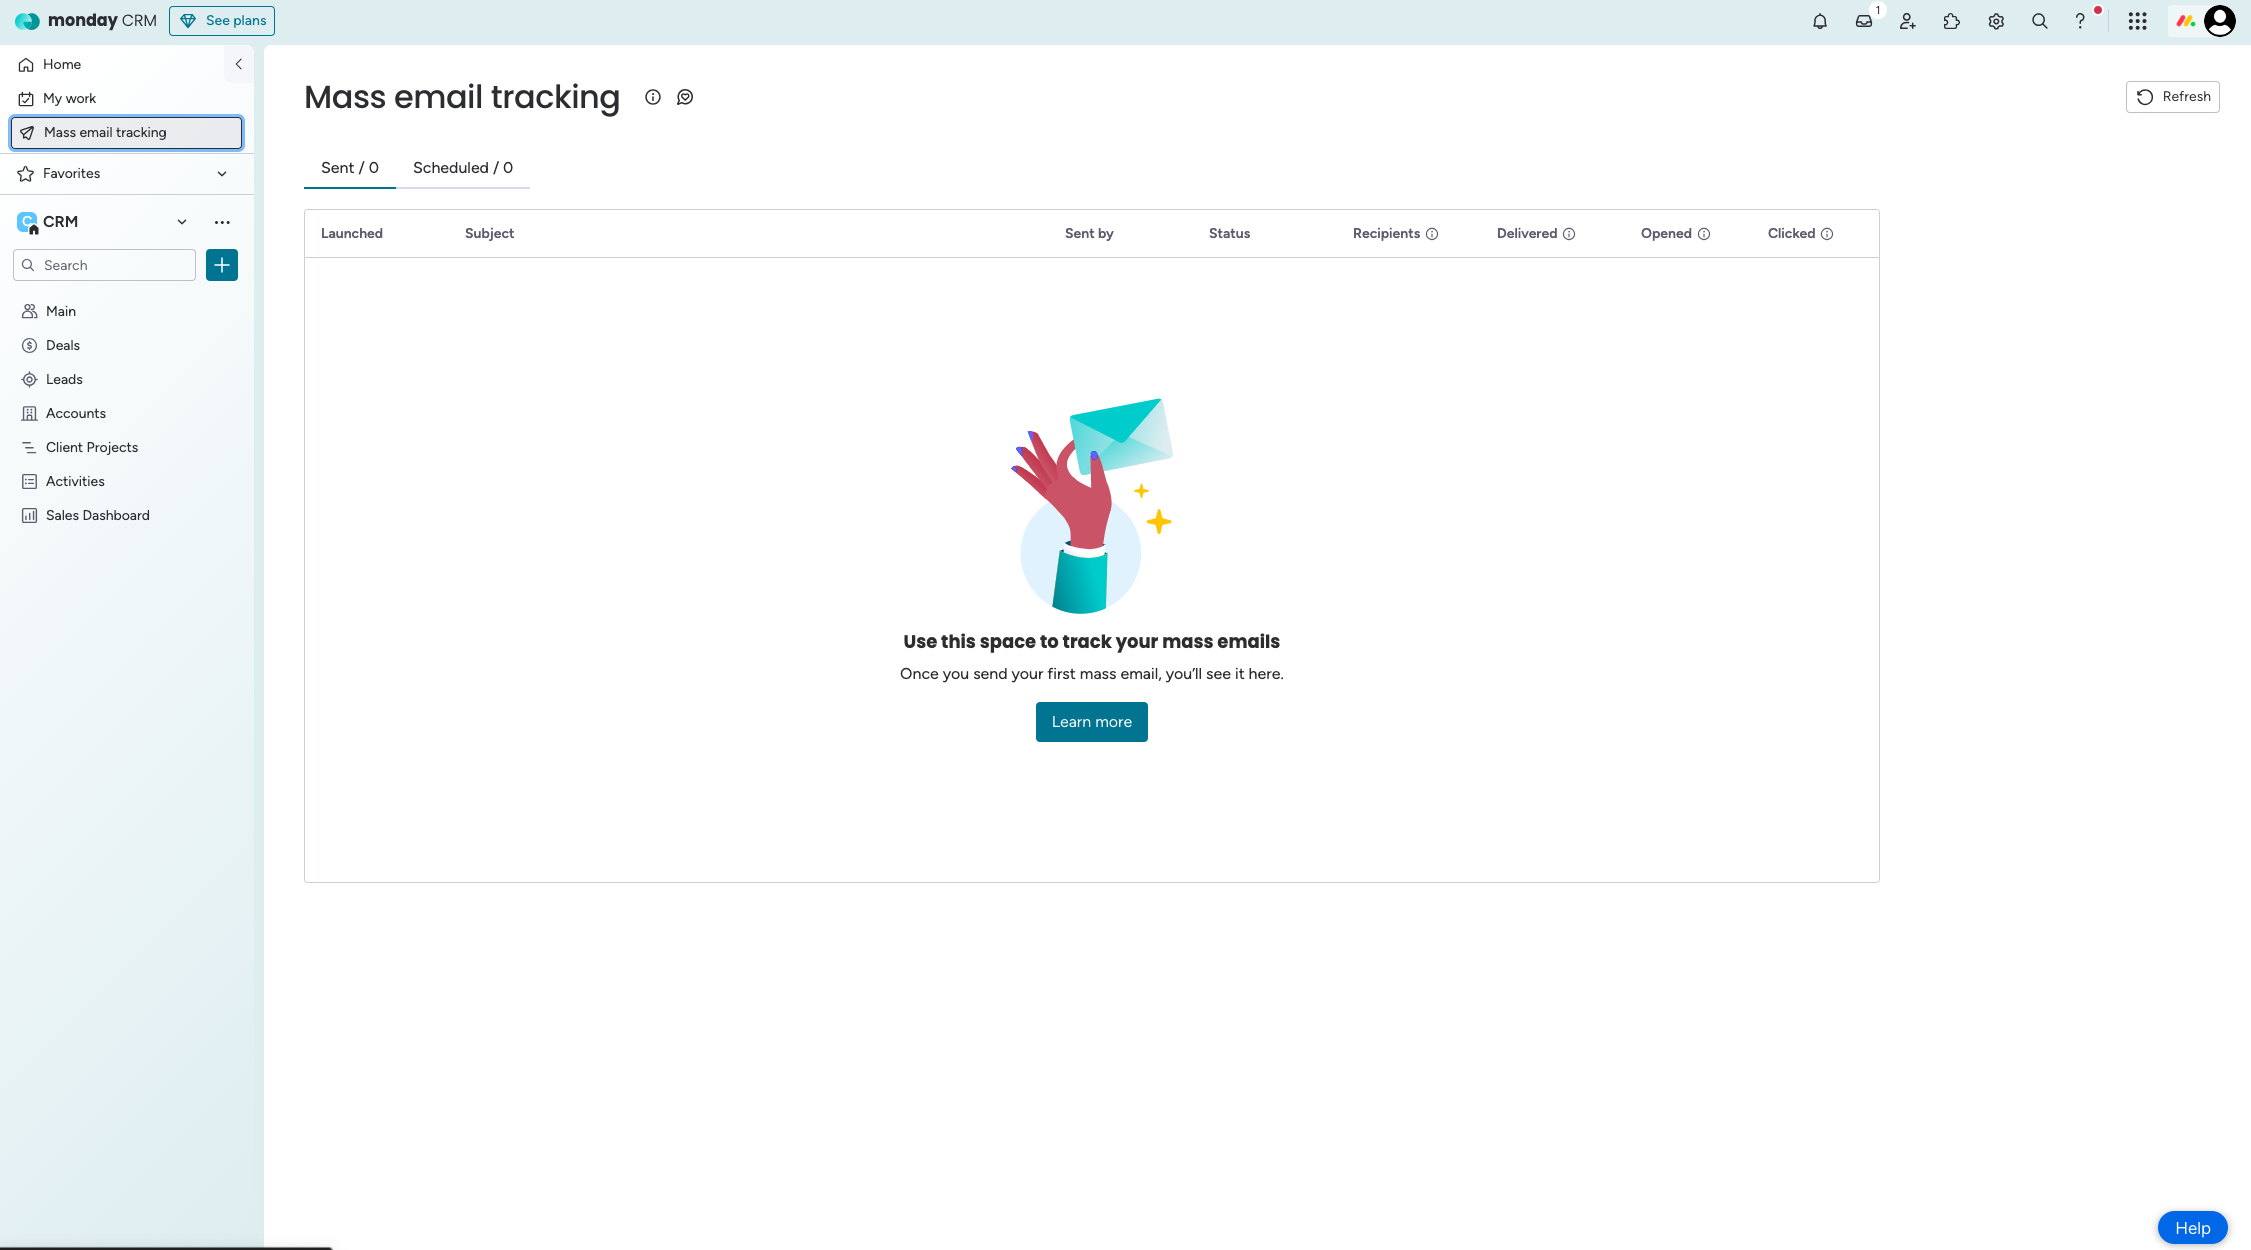 monday CRM
See plans
1
Home
My work
Mass email tracking
Favorites
C CRM
Search
Main
Deals
Leads
Accounts
Client Projects
Activities
Sales Dashboard
Mass email tracking
Refresh
Sent / 0 Scheduled / 0
Launched Subject Sent by Status Recipients Delivered Opened Clicked
Use this space to track your mass emails
Once you send your first mass email, you’ll see it here.
Learn more
Help